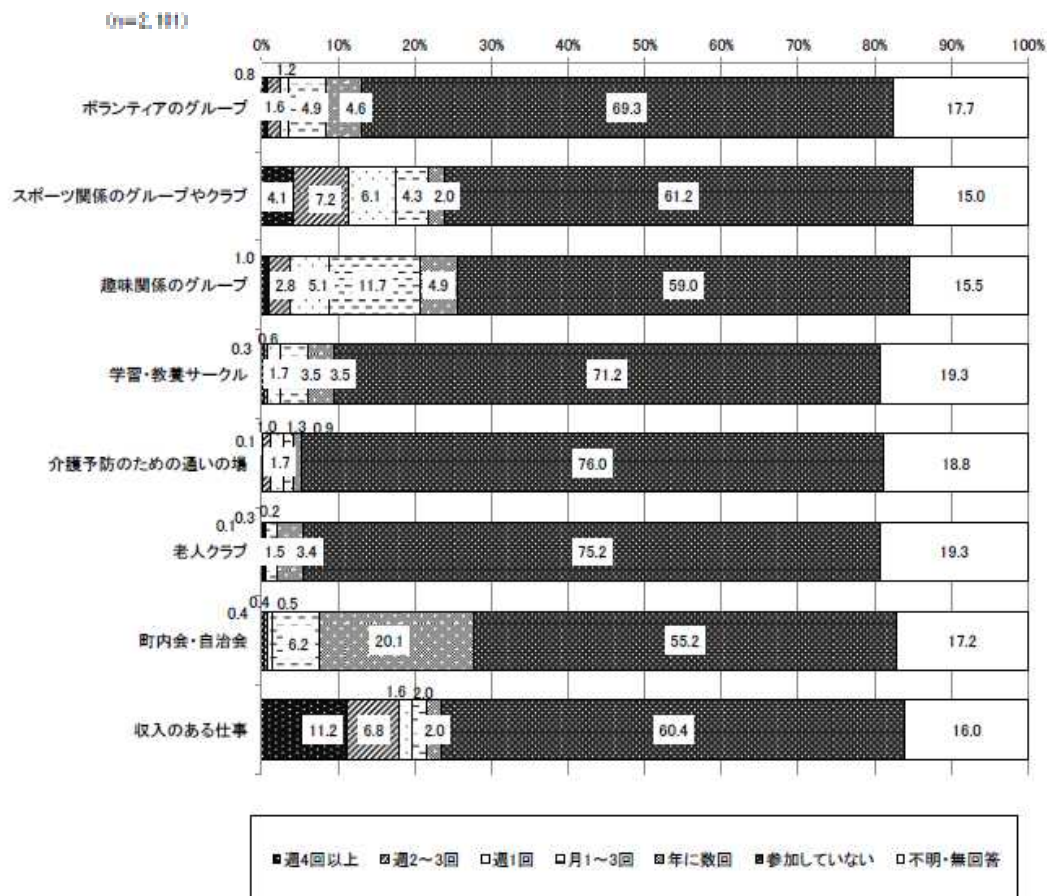 0% 10% 20% 30% 40% 50% 60% 70% 80% 90% 100%
ボランティアのグループ 0.8 1.6 1.2 4.9 4.6 69.3 17.7
スポーツ関係のグループやクラブ 4.1 7.2 6.1 4.3 2.0 61.2 15.0
趣味関係のグループ 1.0 2.8 5.1 11.7 4.9 59.0 15.5
学習・教養サークル 0.3 0.6 1.7 3.5 3.5 71.2 19.3
介護予防のための通いの場 0.1 1.0 1.7 1.3 0.9 76.0 18.8
老人クラブ 0.1 0.3 0.2 1.5 3.4 75.2 19.3
町内会・自治会 0.4 0.4 0.5 6.2 20.1 55.2 17.2
収入のある仕事 11.2 6.8 1.6 2.0 2.0 60.4 16.0
週4回以上 週2～3回 週1回 月1～3回 年に数回 参加していない 不明・無回答